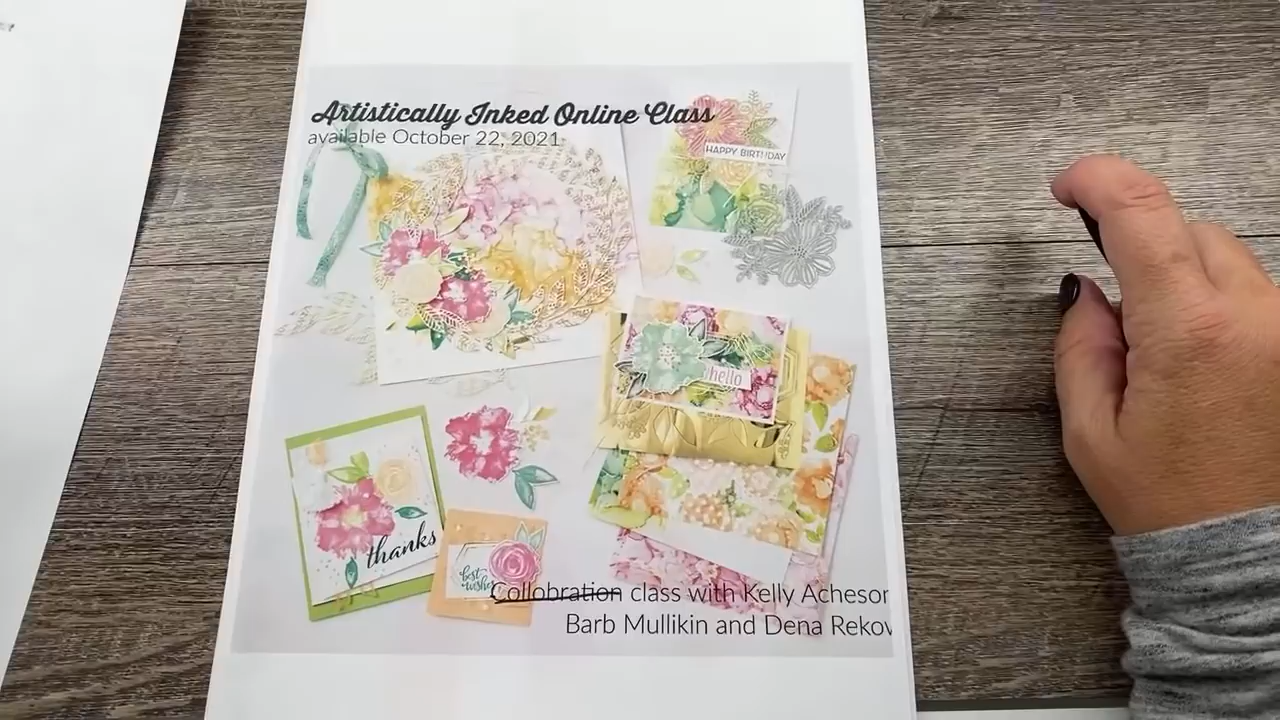 Artistically Inked Online Class
available October 22, 2021
HAPPY BIRTHDAY
hello
thanks
best
wishes
Collobration class with Kelly Acheson
Barb Mullikin and Dena Rekov